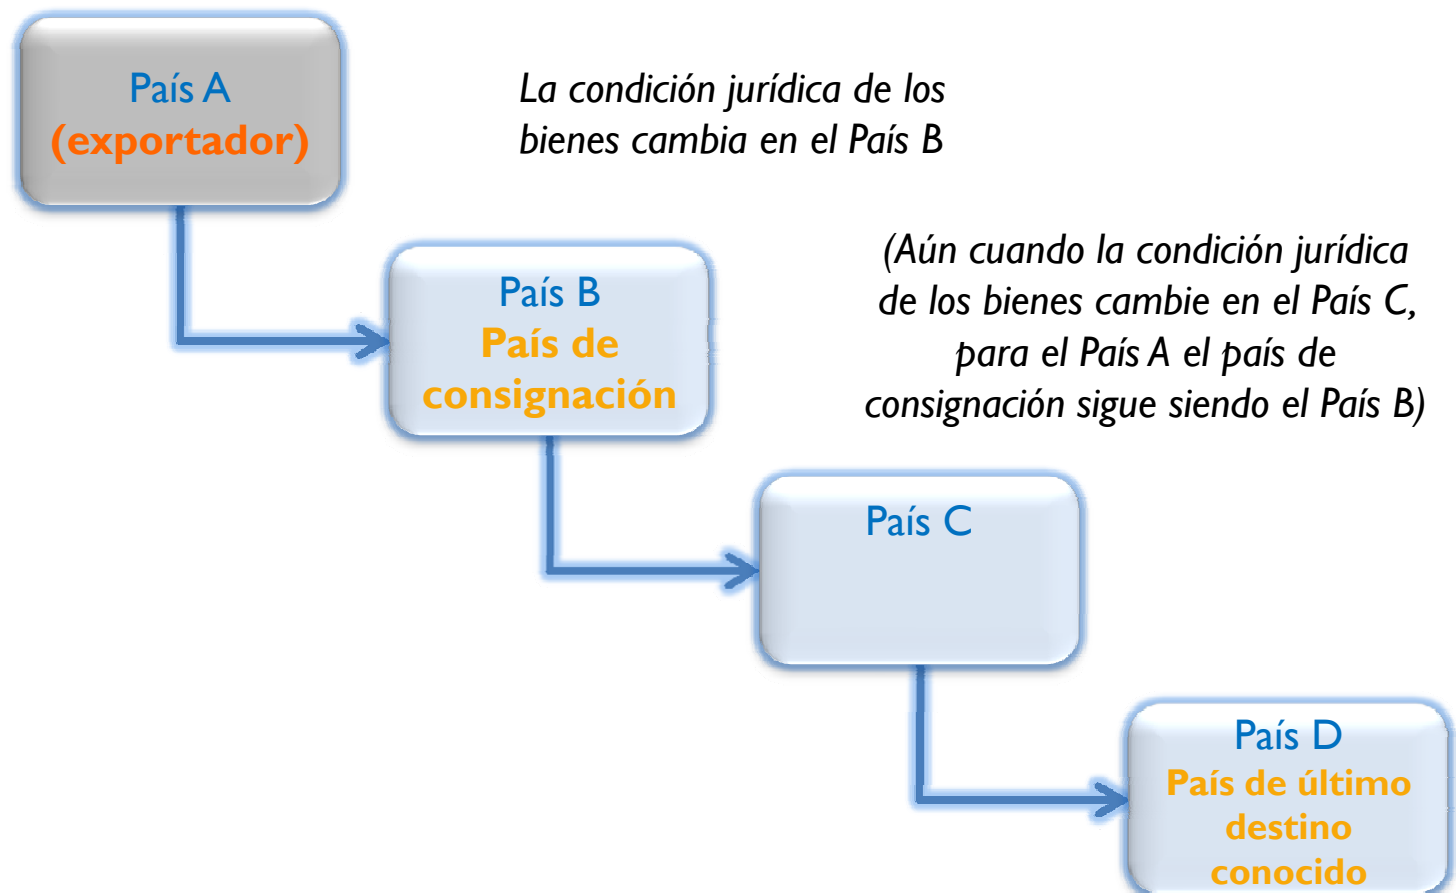 País A
(exportador)
La condición jurídica de los
bienes cambia en el País B
(Aún cuando la condición jurídica
de los bienes cambie en el País C,
para el País A el país de
consignación sigue siendo el País B)
País B
País de
consignación
País C
País D
País de último
destino
conocido